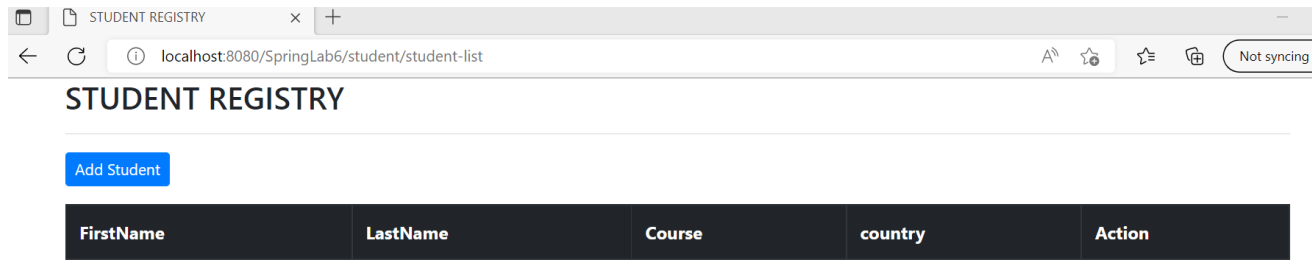 STUDENT REGISTRY
localhost:8080/SpringLab6/student/student-list
Not syncing
STUDENT REGISTRY
Add Student
FirstName LastName Course country Action